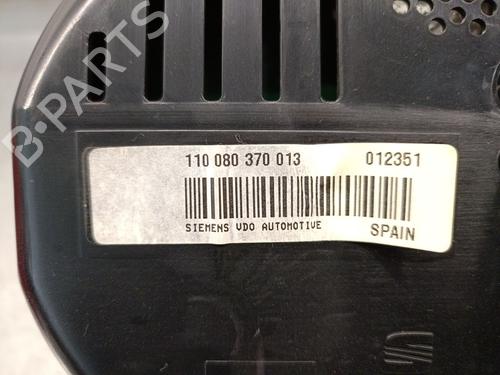 B-PARTS
110 080 370 013 012351
SIEMENS VDO AUTOMOTIVE SPAIN